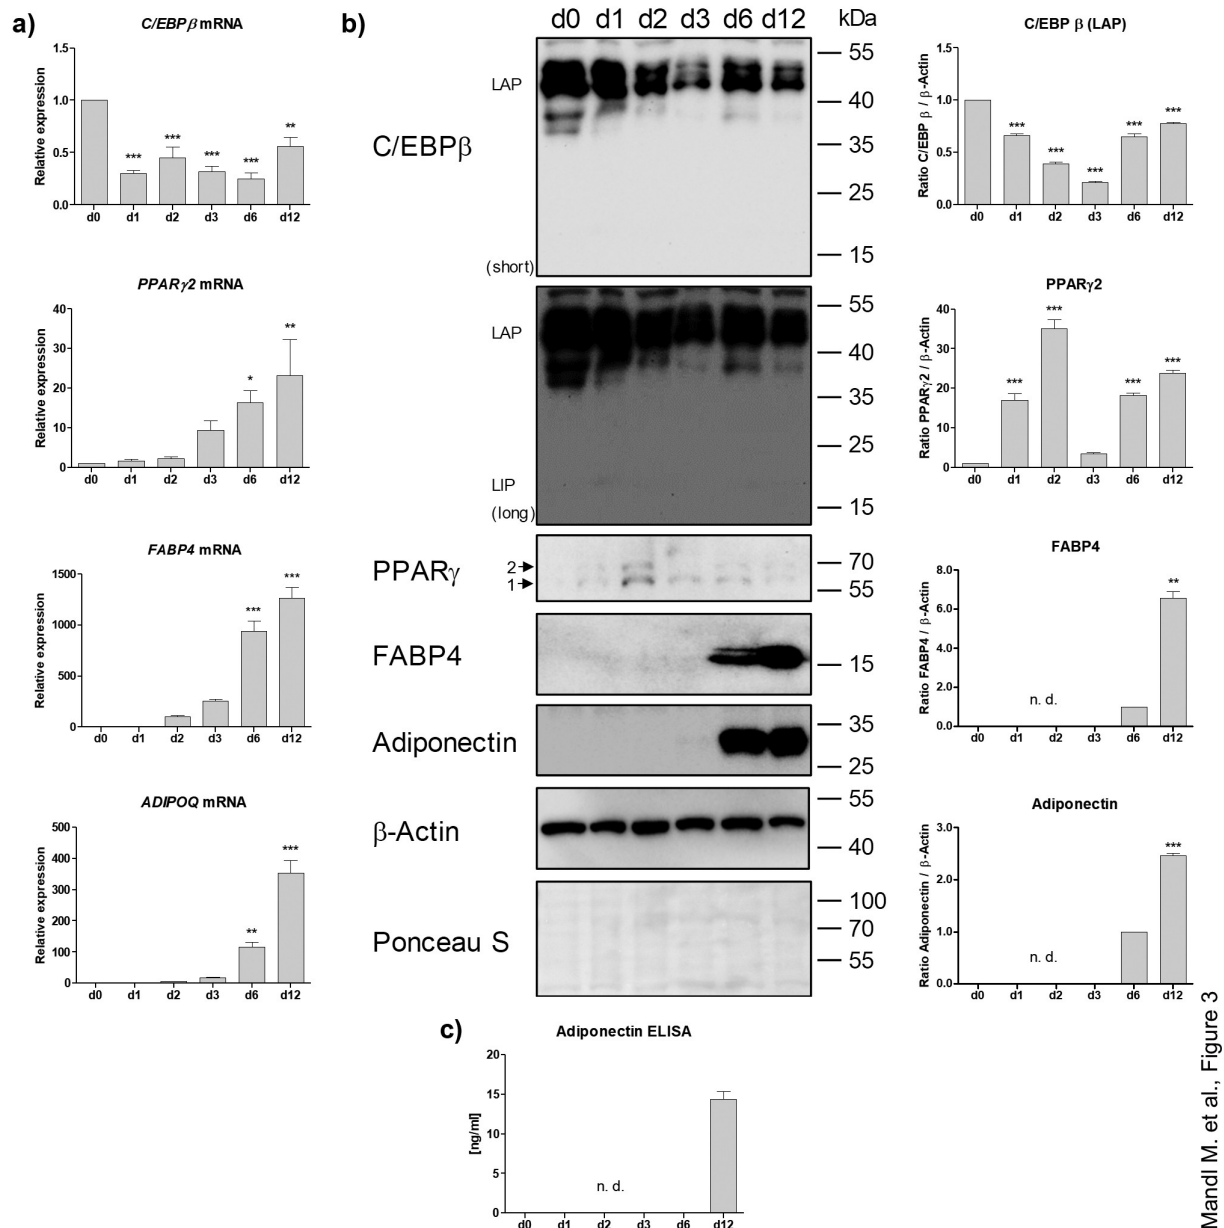 a)
C/EBPβ mRNA
Relative expression
1.5
1.0
0.5
0.0
***
***
***
***
**
d0 d1 d2 d3 d6 d12
PPARγ2 mRNA
Relative expression
40
30
20
10
0
*
**
d0 d1 d2 d3 d6 d12
FABP4 mRNA
Relative expression
1500
1000
500
0
***
***
d0 d1 d2 d3 d6 d12
ADIPOQ mRNA
Relative expression
500
400
300
200
100
0
**
***
d0 d1 d2 d3 d6 d12
b)
d0 d1 d2 d3 d6 d12 kDa
C/EBPβ
LAP
(short)
55
40
35
25
15
LAP
LIP
(long)
55
40
35
25
15
PPARγ
2
1
70
55
FABP4
15
Adiponectin
35
25
β-Actin
55
40
Ponceau S
100
70
55
C/EBP β (LAP)
Ratio C/EBP β / β-Actin
1.5
1.0
0.5
0.0
***
***
***
***
***
d0 d1 d2 d3 d6 d12
PPARγ2
Ratio PPARγ2 / β-Actin
40
30
20
10
0
***
***
***
***
d0 d1 d2 d3 d6 d12
FABP4
Ratio FABP4 / β-Actin
8.0
6.0
4.0
2.0
0.0
n. d.
**
d0 d1 d2 d3 d6 d12
Adiponectin
Ratio Adiponectin / β-Actin
3.0
2.0
1.0
0.0
n. d.
***
d0 d1 d2 d3 d6 d12
c)
Adiponectin ELISA
[ng/ml]
20
15
10
5
0
n. d.
d0 d1 d2 d3 d6 d12
Mandl M. et al., Figure 3